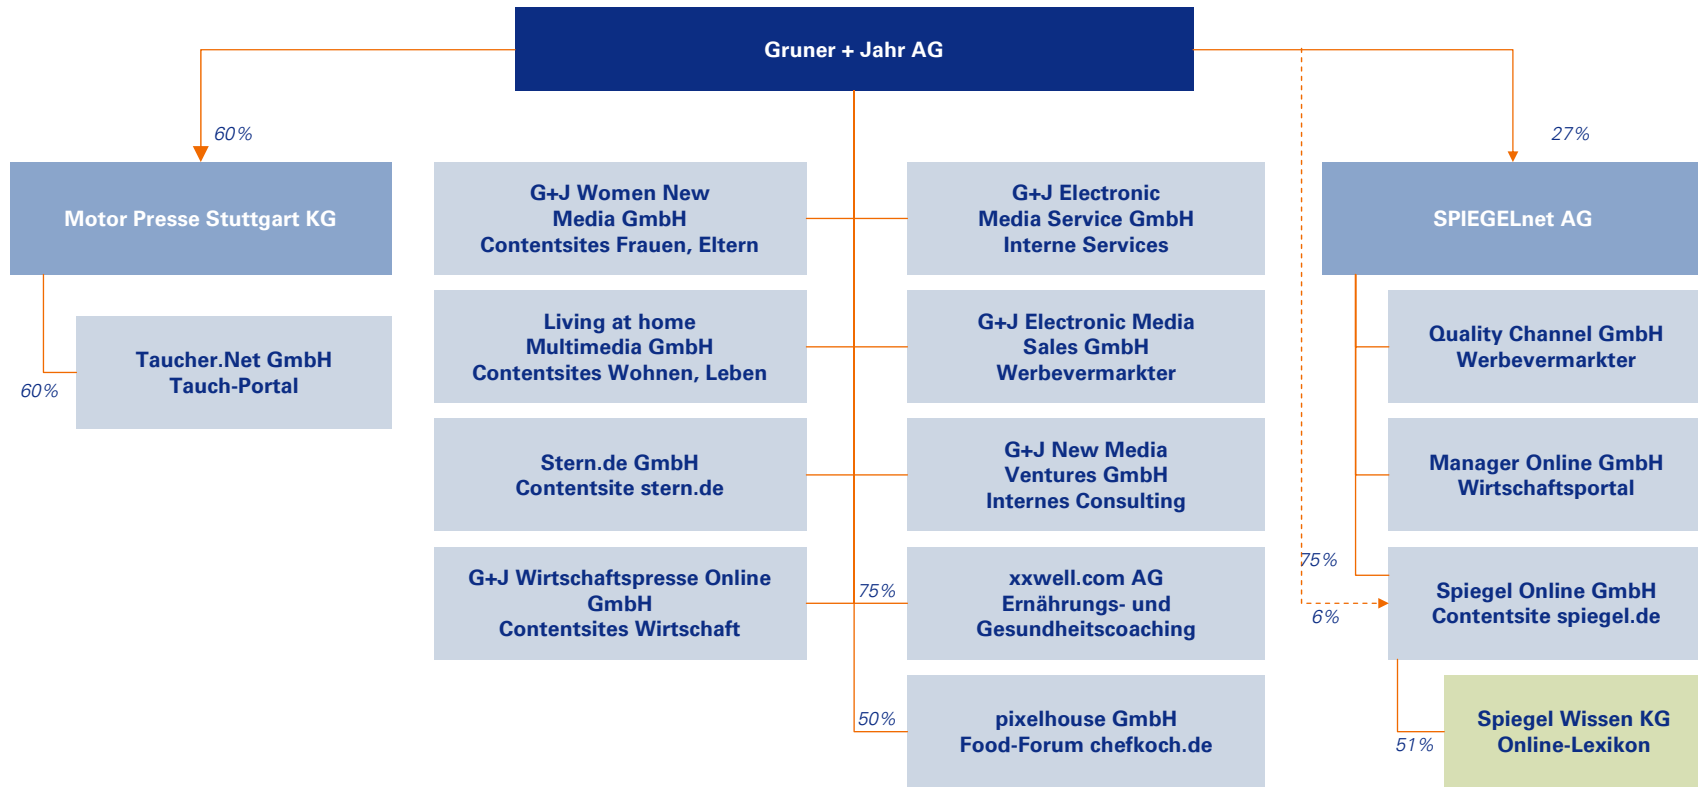 Gruner + Jahr AG
60%
27%
Motor Presse Stuttgart KG
Taucher.Net GmbH
Tauch-Portal
60%
G+J Women New
Media GmbH
Contentsites Frauen, Eltern
Living at home
Multimedia GmbH
Contentsites Wohnen, Leben
Stern.de GmbH
Contentsite stern.de
G+J Wirtschaftspresse Online
GmbH
Contentsites Wirtschaft
G+J Electronic
Media Service GmbH
Interne Services
G+J Electronic Media
Sales GmbH
Werbevermarkter
G+J New Media
Ventures GmbH
Internes Consulting
75%
xxwell.com AG
Ernährungs- und
Gesundheitscoaching
50%
pixelhouse GmbH
Food-Forum chefkoch.de
SPIEGELnet AG
Quality Channel GmbH
Werbevermarkter
Manager Online GmbH
Wirtschaftsportal
75%
6%
Spiegel Online GmbH
Contentsite spiegel.de
51%
Spiegel Wissen KG
Online-Lexikon